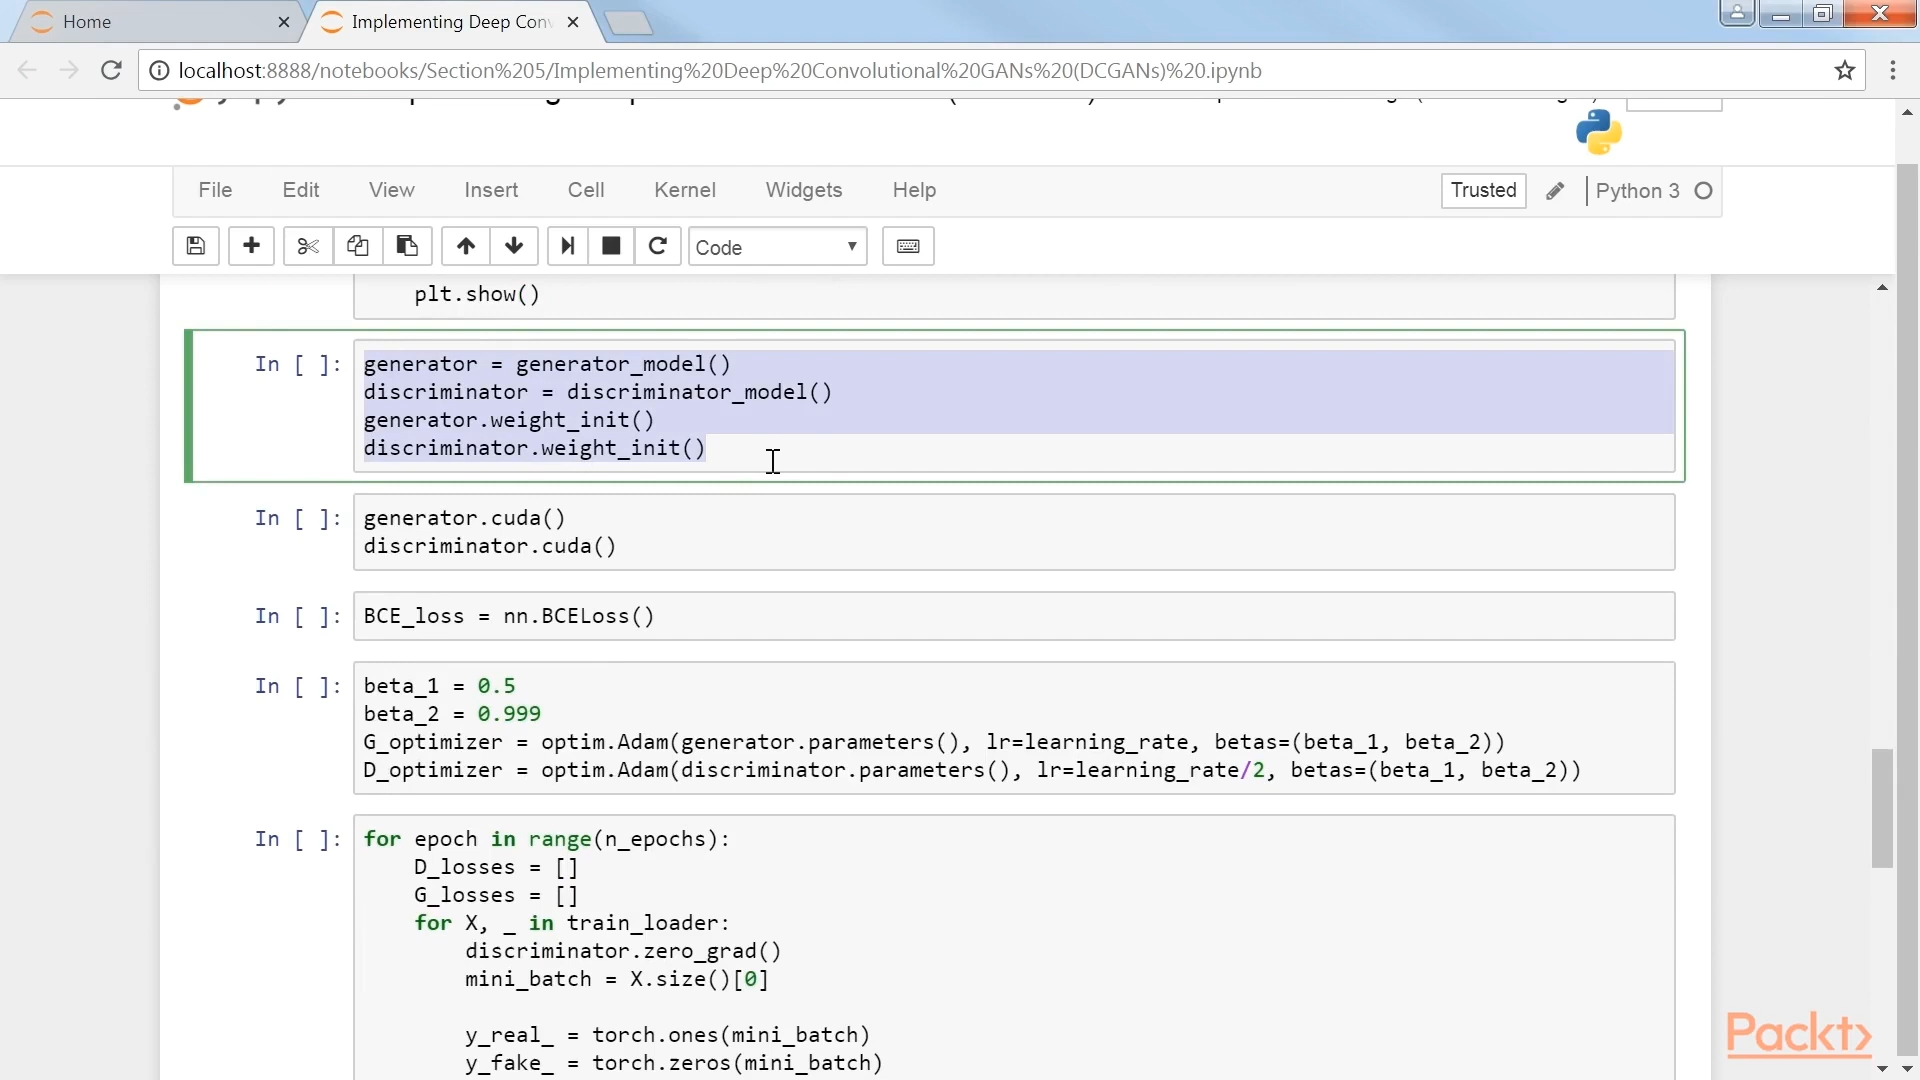 Home
Implementing Deep Con
localhost:8888/notebooks/Section%205/Implementing%20Deep%20Convolutional%20GANs%20(DCGANs)%20.ipynb
File Edit View Insert Cell Kernel Widgets Help Trusted Python 3
Code
plt.show()
In [ ]: generator = generator_model()
discriminator = discriminator_model()
generator.weight_init()
discriminator.weight_init()
In [ ]: generator.cuda()
discriminator.cuda()
In [ ]: BCE_loss = nn.BCELoss()
In [ ]: beta_1 = 0.5
beta_2 = 0.999
G_optimizer = optim.Adam(generator.parameters(), lr=learning_rate, betas=(beta_1, beta_2))
D_optimizer = optim.Adam(discriminator.parameters(), lr=learning_rate/2, betas=(beta_1, beta_2))
In [ ]: for epoch in range(n_epochs):
D_losses = []
G_losses = []
for X, _ in train_loader:
discriminator.zero_grad()
mini_batch = X.size()[0]
y_real_ = torch.ones(mini_batch)
y_fake_ = torch.zeros(mini_batch)
Packt